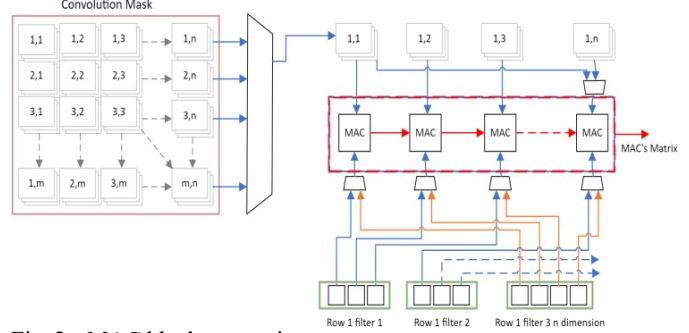 Convolution Mask
1,1 1,2 1,3 1,n
2,1 2,2 2,3 2,n
3,1 3,2 3,3 3,n
1,m 2,m 3,m m,n
1,1 1,2 1,3 1,n
MAC MAC MAC MAC
MAC's Matrix
Row 1 filter 1 Row 1 filter 2 Row 1 filter 3 n dimension